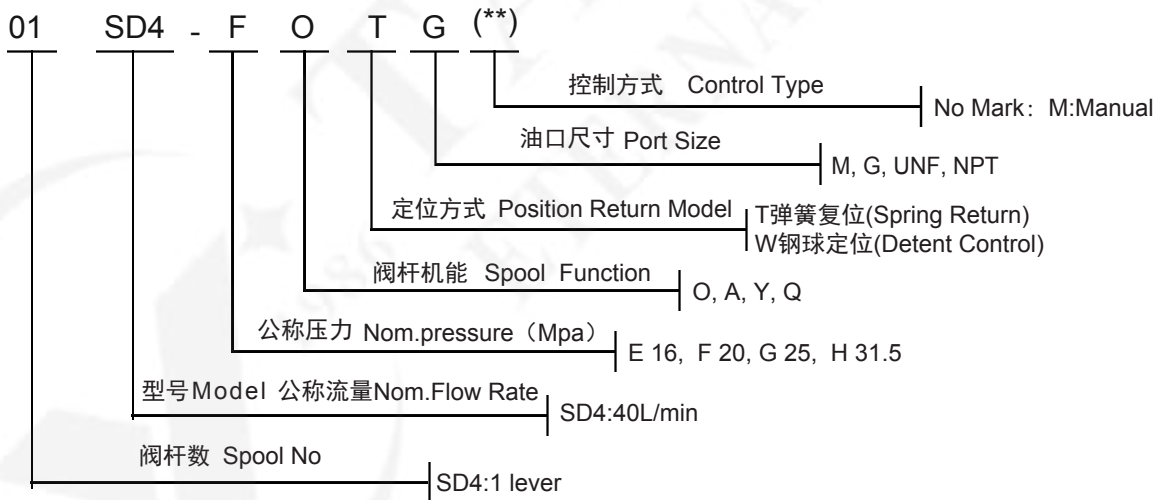 01 SD4 - F O T G (**)
控制方式 Control Type
No Mark: M:Manual
油口尺寸 Port Size
M, G, UNF, NPT
定位方式 Position Return Model
T弹簧复位(Spring Return)
W钢球定位(Detent Control)
阀杆机能 Spool Function
O, A, Y, Q
公称压力 Nom.pressure（Mpa）
E 16, F 20, G 25, H 31.5
型号Model 公称流量Nom.Flow Rate
SD4:40L/min
阀杆数 Spool No
SD4:1 lever